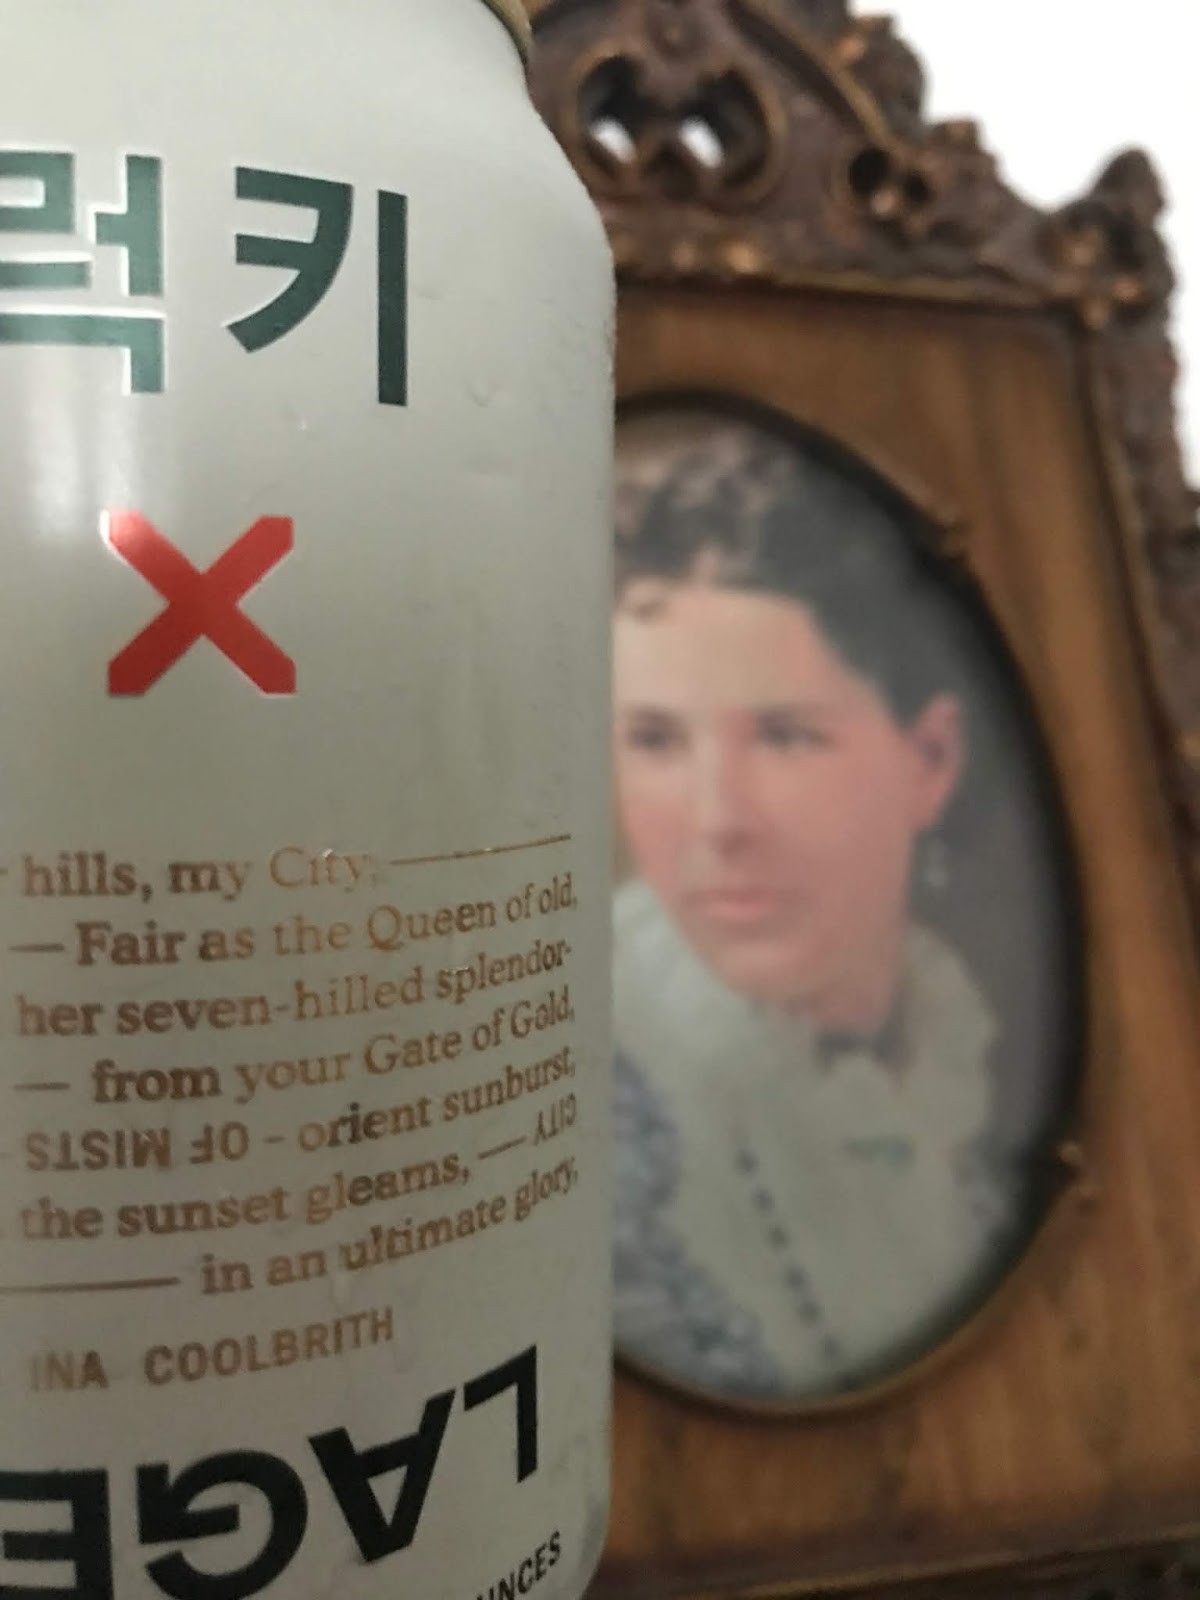 럭키
hills, my City.
— Fair as the Queen of old,
her seven-hilled splendor-
— from your Gate of Gold,
OF MISTS - orient sunburst,
the sunset gleams, — CITY
in an ultimate glory,
INA COOLBRITH
LAGE